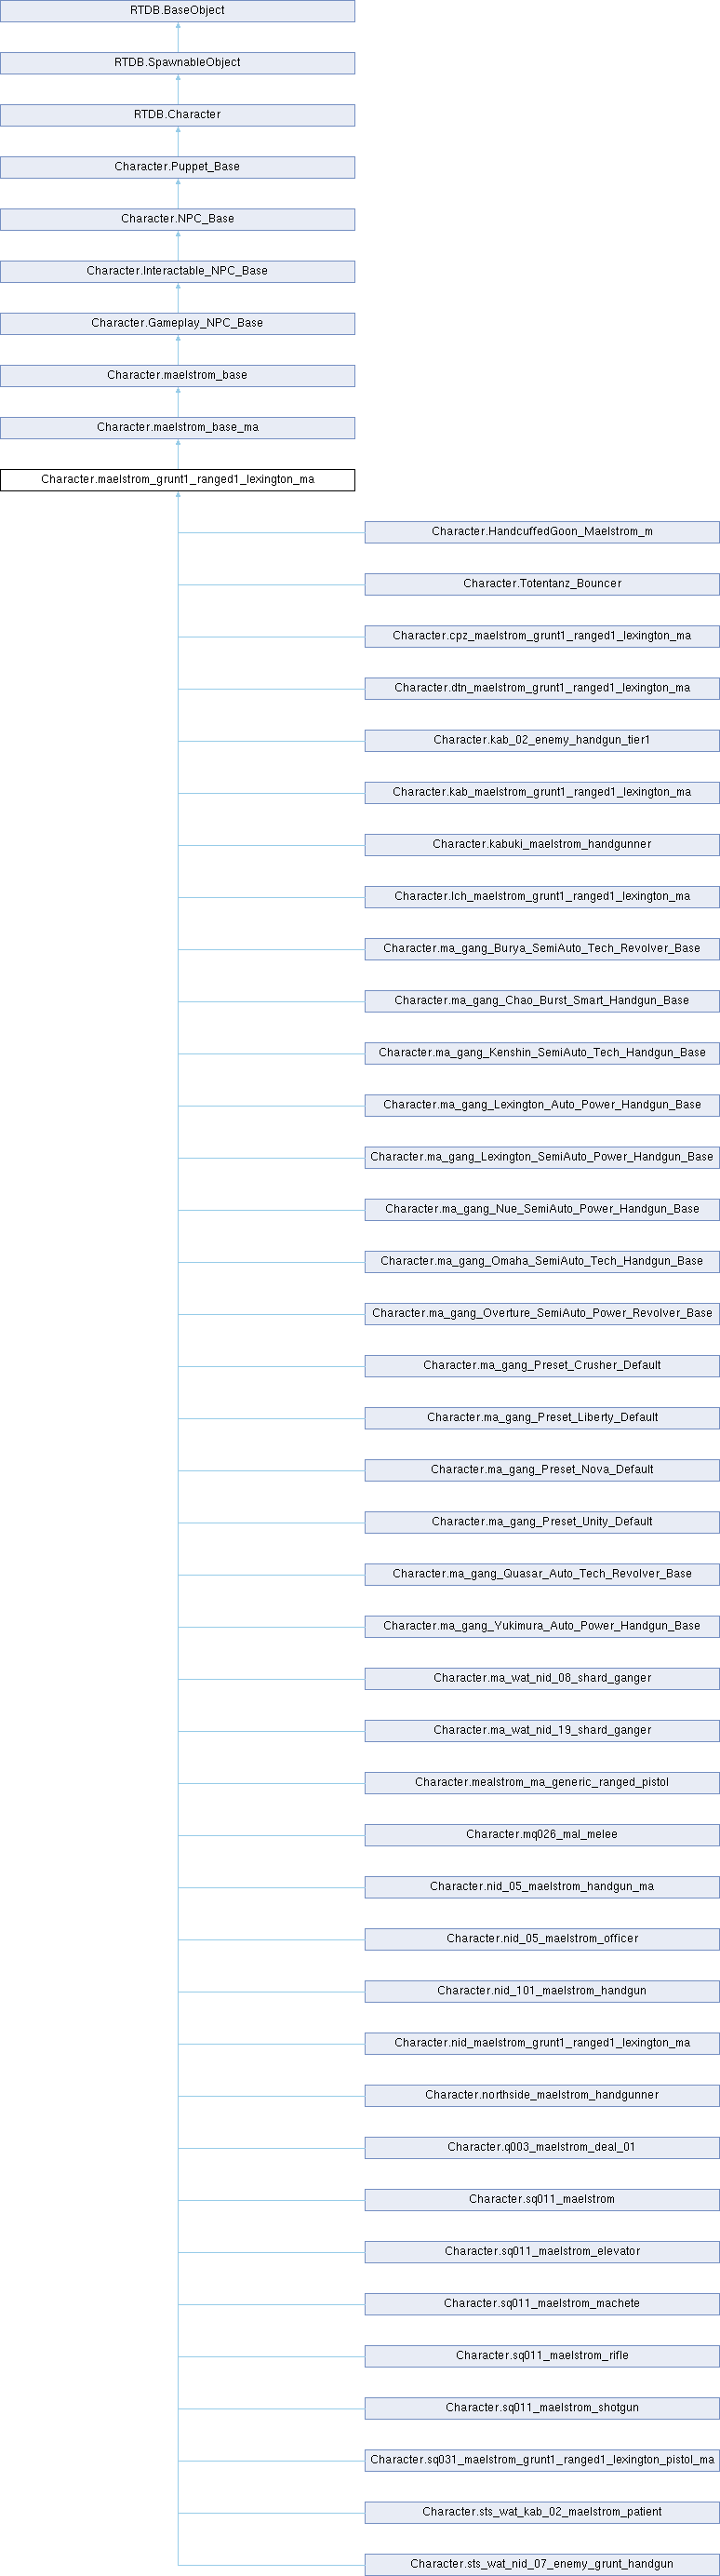 RTDB.BaseObject
RTDB.SpawnableObject
RTDB.Character
Character.Puppet_Base
Character.NPC_Base
Character.Interactable_NPC_Base
Character.Gameplay_NPC_Base
Character.maelstrom_base
Character.maelstrom_base_ma
Character.maelstrom_grunt1_ranged1_lexington_ma
Character.HandcuffedGoon_Maelstrom_m
Character.Totentanz_Bouncer
Character.cpz_maelstrom_grunt1_ranged1_lexington_ma
Character.dtn_maelstrom_grunt1_ranged1_lexington_ma
Character.kab_02_enemy_handgun_tier1
Character.kab_maelstrom_grunt1_ranged1_lexington_ma
Character.kabuki_maelstrom_handgunner
Character.lch_maelstrom_grunt1_ranged1_lexington_ma
Character.ma_gang_Burya_SemiAuto_Tech_Revolver_Base
Character.ma_gang_Chao_Burst_Smart_Handgun_Base
Character.ma_gang_Kenshin_SemiAuto_Tech_Handgun_Base
Character.ma_gang_Lexington_Auto_Power_Handgun_Base
Character.ma_gang_Lexington_SemiAuto_Power_Handgun_Base
Character.ma_gang_Nue_SemiAuto_Power_Handgun_Base
Character.ma_gang_Omaha_SemiAuto_Tech_Handgun_Base
Character.ma_gang_Overture_SemiAuto_Power_Revolver_Base
Character.ma_gang_Preset_Crusher_Default
Character.ma_gang_Preset_Liberty_Default
Character.ma_gang_Preset_Nova_Default
Character.ma_gang_Preset_Unity_Default
Character.ma_gang_Quasar_Auto_Tech_Revolver_Base
Character.ma_gang_Yukimura_Auto_Power_Handgun_Base
Character.ma_wat_nid_08_shard_ganger
Character.ma_wat_nid_19_shard_ganger
Character.mealstrom_ma_generic_ranged_pistol
Character.mq026_mal_melee
Character.nid_05_maelstrom_handgun_ma
Character.nid_05_maelstrom_officer
Character.nid_101_maelstrom_handgun
Character.nid_maelstrom_grunt1_ranged1_lexington_ma
Character.northside_maelstrom_handgunner
Character.q003_maelstrom_deal_01
Character.sq011_maelstrom
Character.sq011_maelstrom_elevator
Character.sq011_maelstrom_machete
Character.sq011_maelstrom_rifle
Character.sq011_maelstrom_shotgun
Character.sq031_maelstrom_grunt1_ranged1_lexington_pistol_ma
Character.sts_wat_kab_02_maelstrom_patient
Character.sts_wat_nid_07_enemy_grunt_handgun